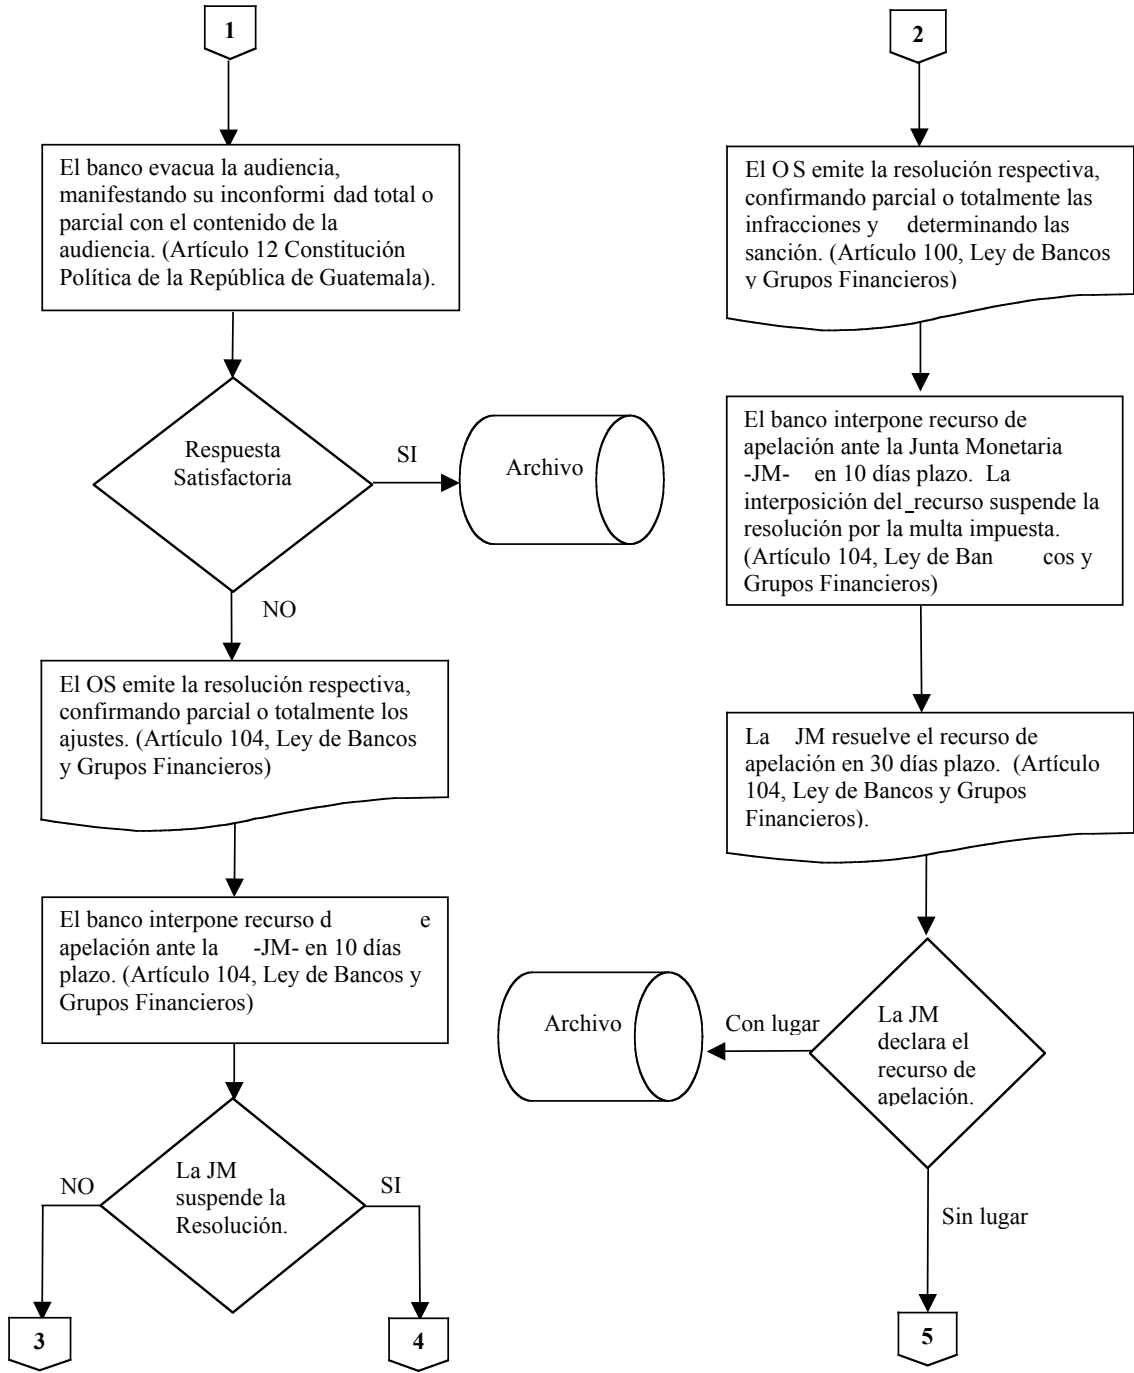 1
El banco evacua la audiencia,
manifestando su inconformi dad total o
parcial con el contenido de la
audiencia. (Artículo 12 Constitución
Política de la República de Guatemala).
Respuesta
Satisfactoria
SI
Archivo
NO
El OS emite la resolución respectiva,
confirmando parcial o totalmente los
ajustes. (Artículo 104, Ley de Bancos
y Grupos Financieros)
El banco interpone recurso d e
apelación ante la -JM- en 10 días
plazo. (Artículo 104, Ley de Bancos y
Grupos Financieros)
La JM
suspende la
Resolución.
NO
SI
3
4
2
El O S emite la resolución respectiva,
confirmando parcial o totalmente las
infracciones y determinando las
sanción. (Artículo 100, Ley de Bancos
y Grupos Financieros)
El banco interpone recurso de
apelación ante la Junta Monetaria
-JM- en 10 días plazo. La
interposición del recurso suspende la
resolución por la multa impuesta.
(Artículo 104, Ley de Ban cos y
Grupos Financieros)
La JM resuelve el recurso de
apelación en 30 días plazo. (Artículo
104, Ley de Bancos y Grupos
Financieros).
La JM
declara el
recurso de
apelación.
Con lugar
Archivo
Sin lugar
5